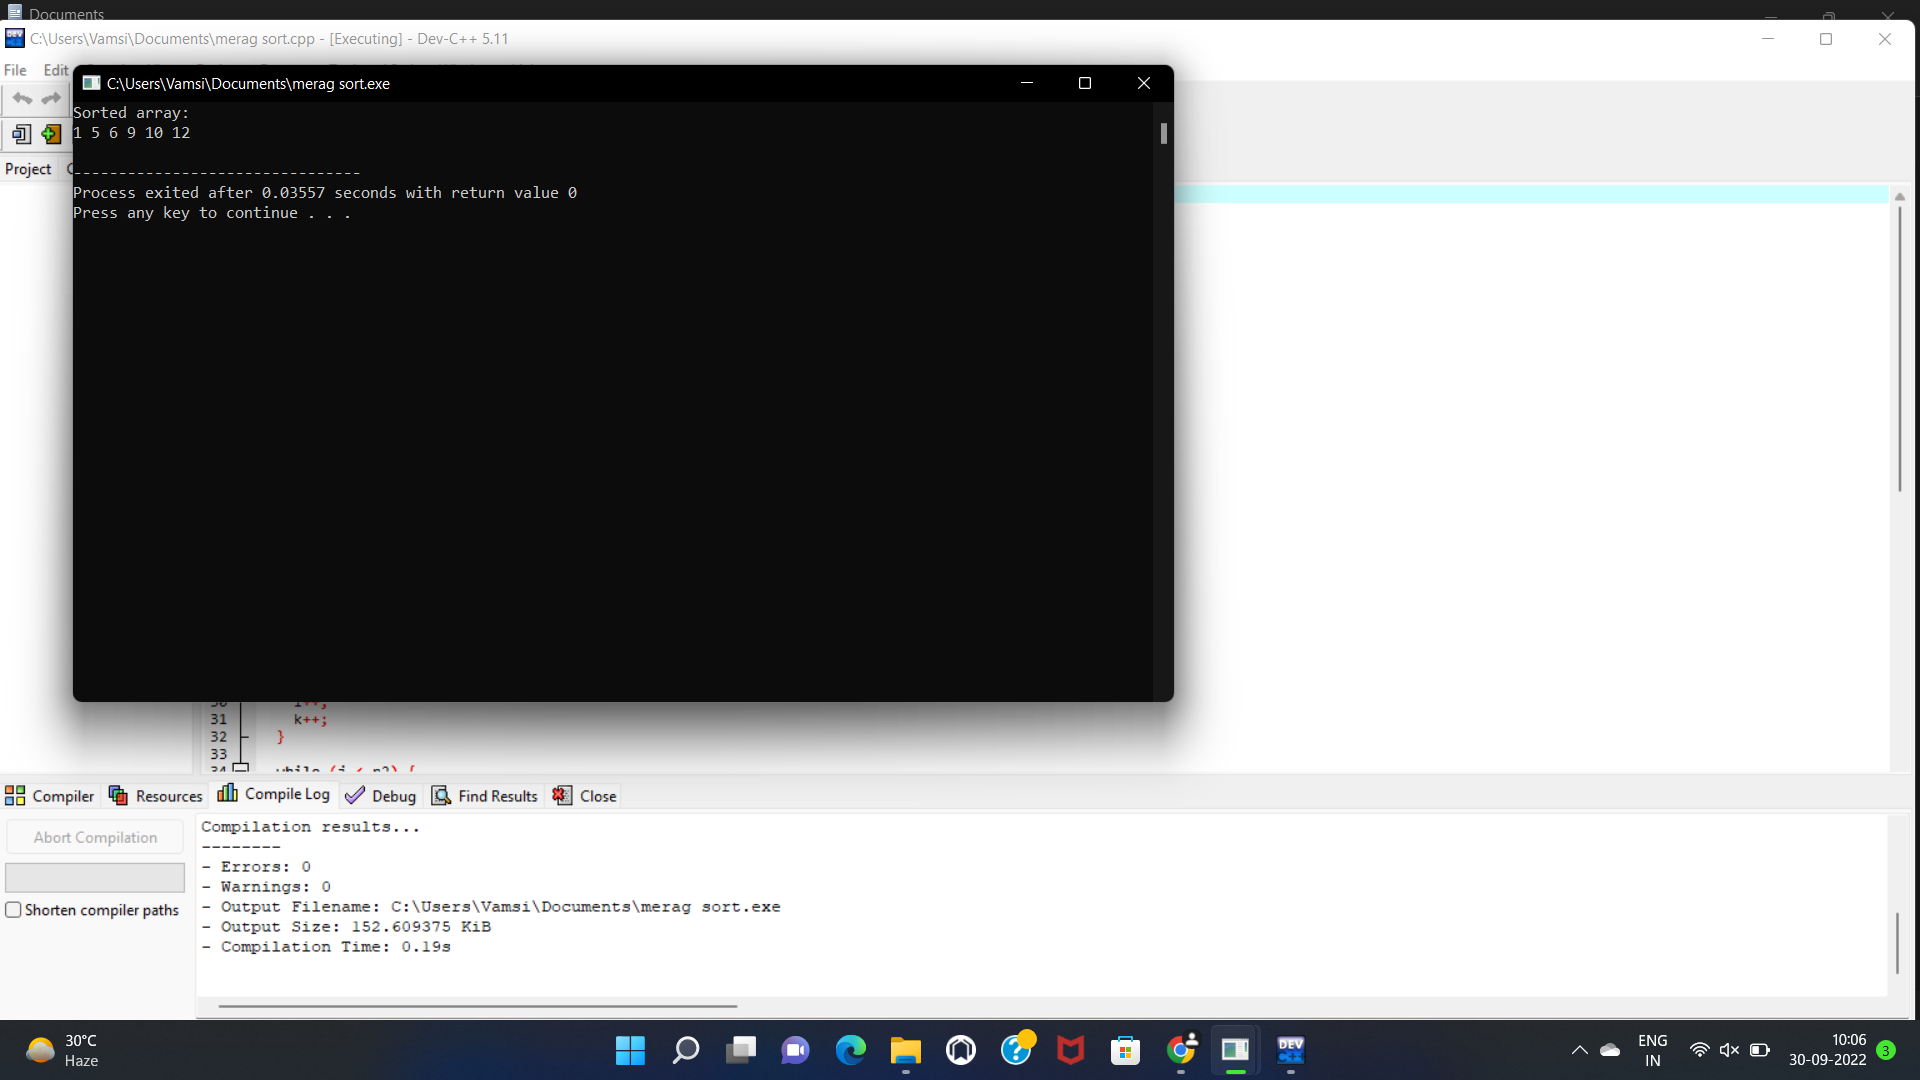 Documents
C:\Users\Vamsi\Documents\merag sort.cpp - [Executing] - Dev-C++ 5.11
File Edit
C:\Users\Vamsi\Documents\merag sort.exe
Sorted array:
1 5 6 9 10 12
--------------------------------
Process exited after 0.03557 seconds with return value 0
Press any key to continue . . .
Project
31 k++;
32 }
33
34 while (j < n2) {
Compiler Resources Compile Log Debug Find Results Close
Abort Compilation
Shorten compiler paths
Compilation results...
--------
- Errors: 0
- Warnings: 0
- Output Filename: C:\Users\Vamsi\Documents\merag sort.exe
- Output Size: 152.609375 KiB
- Compilation Time: 0.19s
30°C
Haze
DEV
C++
ENG
IN
10:06
30-09-2022
3